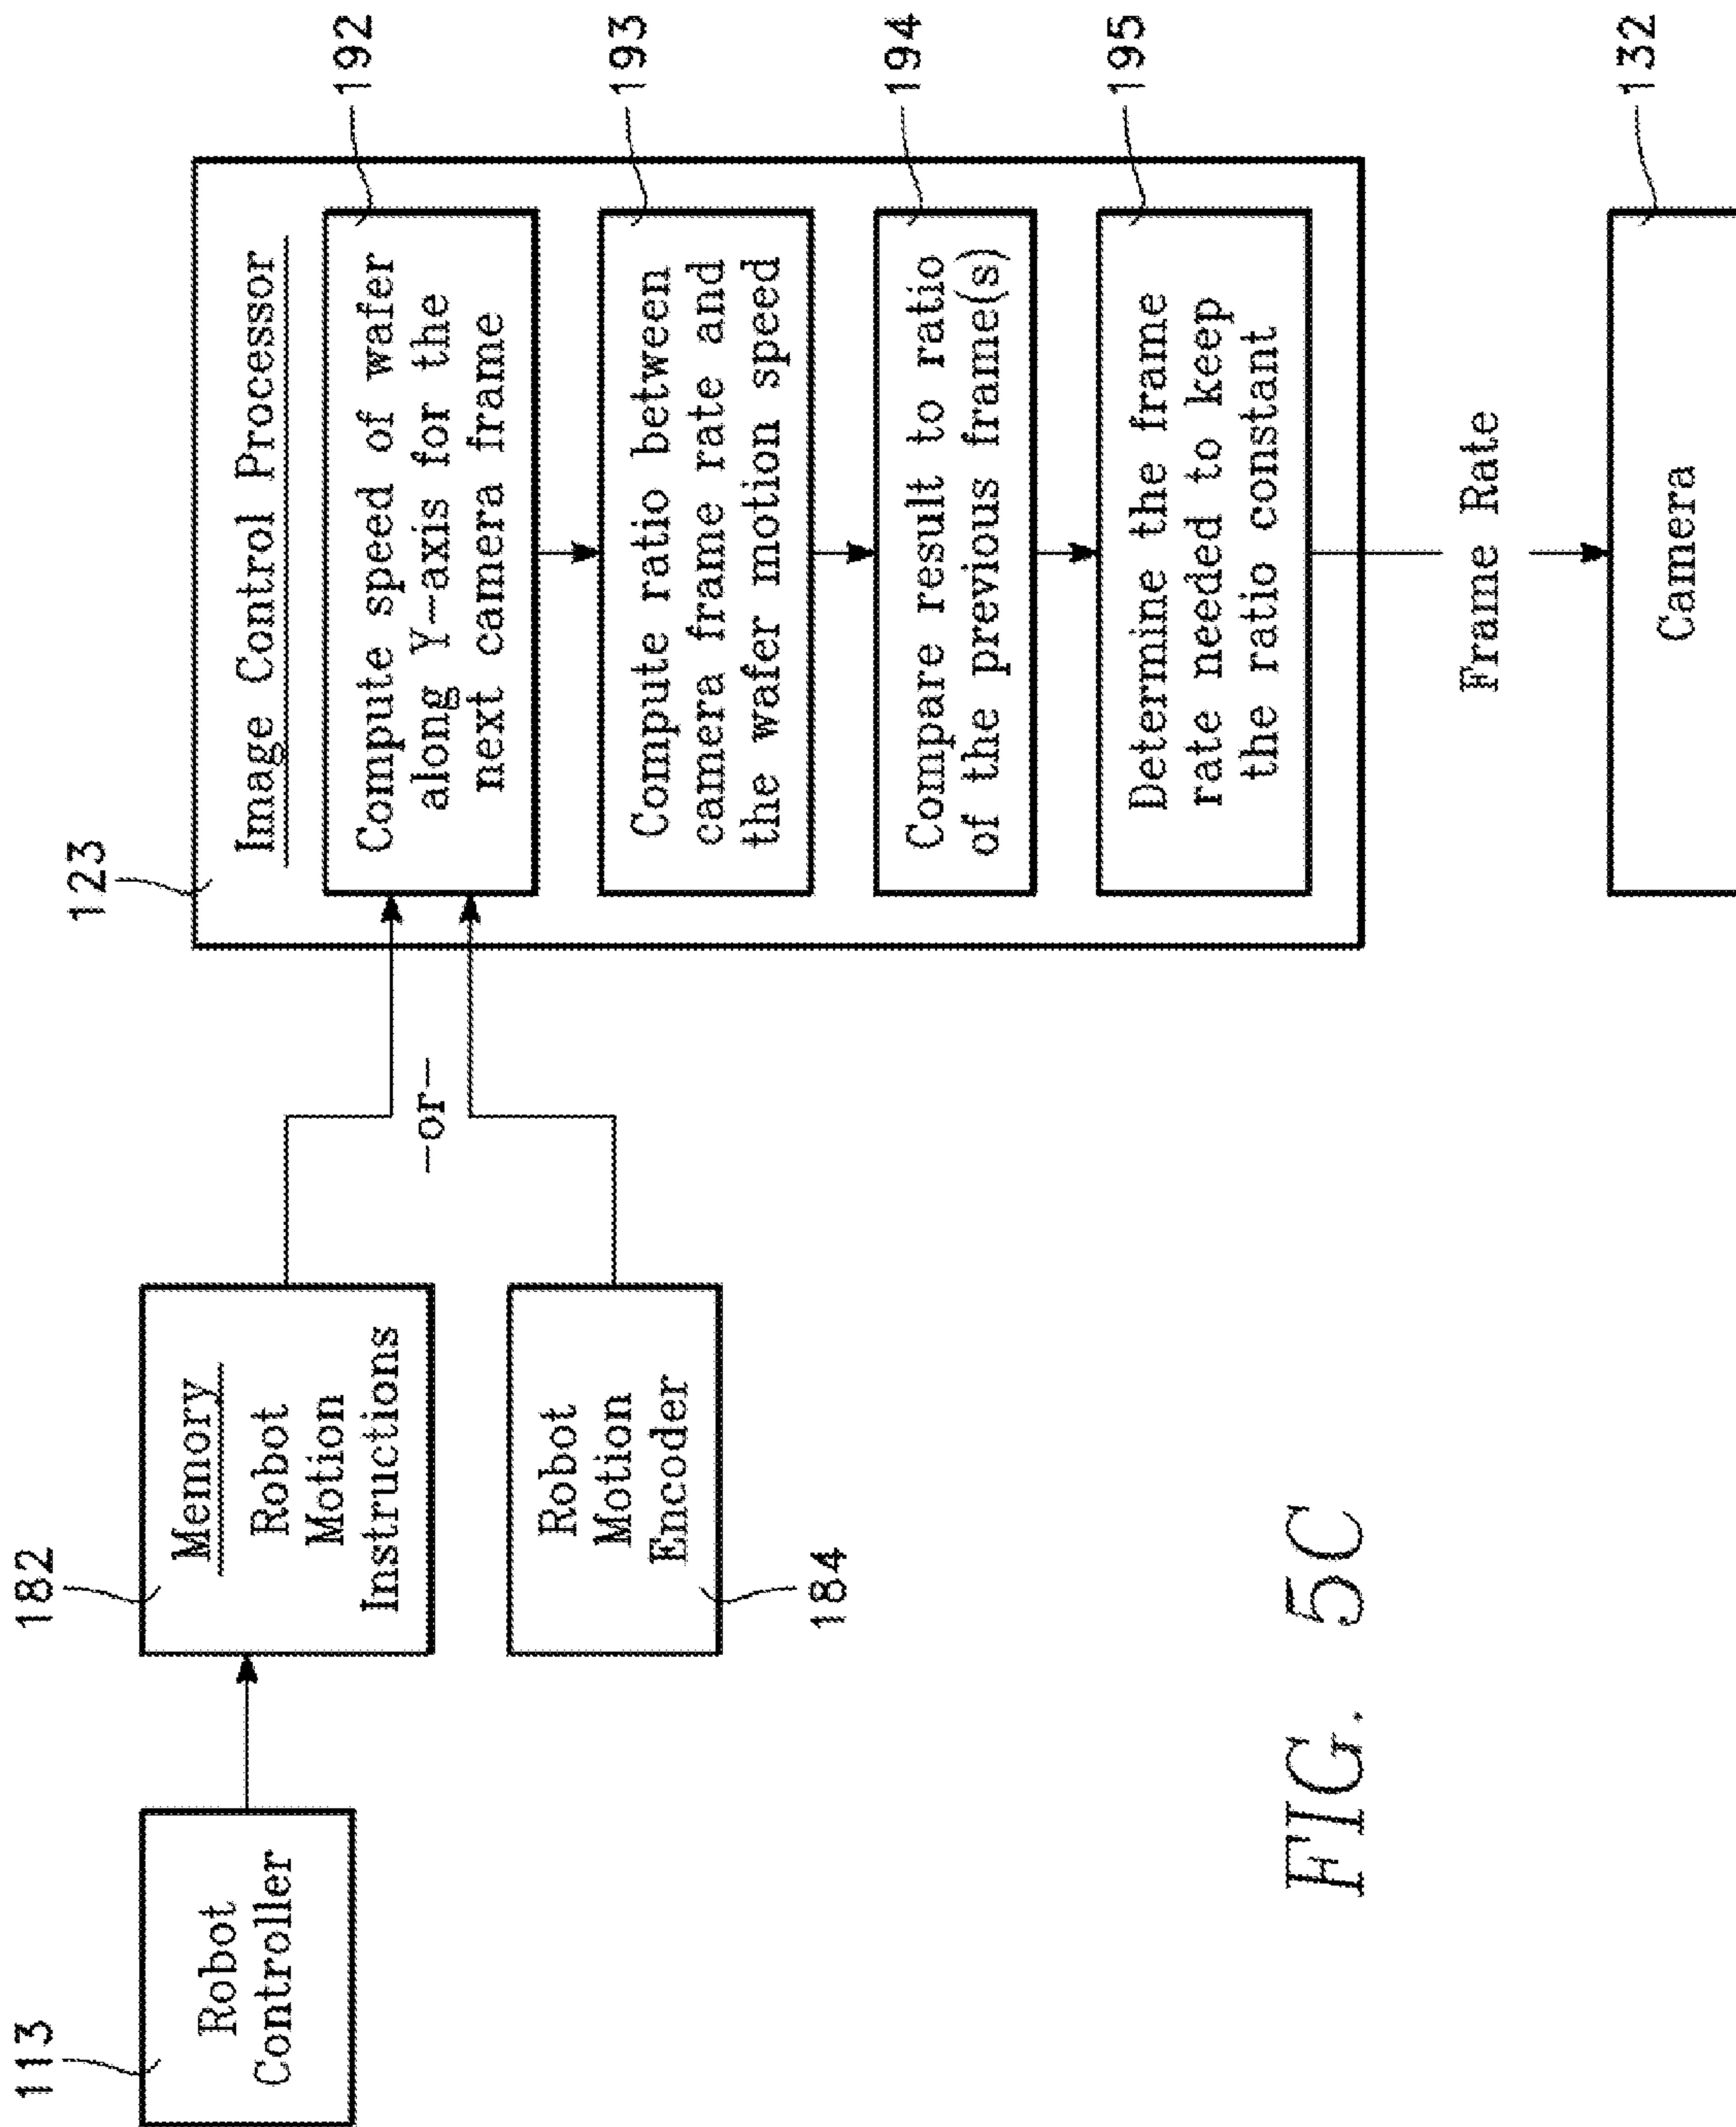 113
Robot
Controller
182
Memory
Robot
Motion
Instructions
Robot
Motion
Encoder
184
-or-
123
Image Control Processor
Compute speed of wafer
along Y-axis for the
next camera frame
192
Compute ratio between
camera frame rate and
the wafer motion speed
193
Compare result to ratio
of the previous frame(s)
194
Determine the frame
rate needed to keep
the ratio constant
195
Frame Rate
Camera
132
FIG. 5C